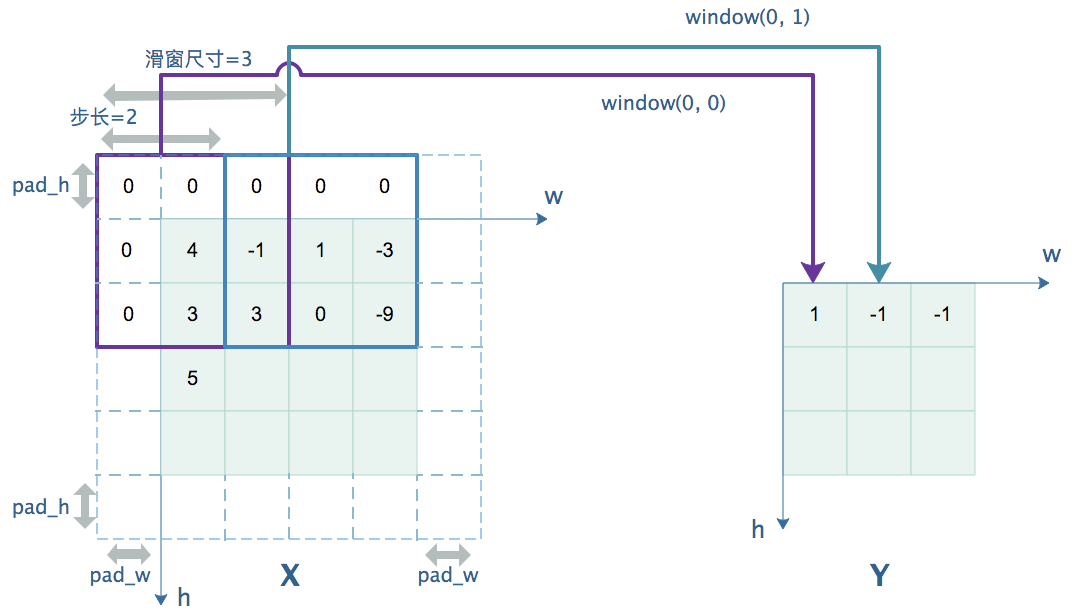 window(0, 1)
滑窗尺寸=3
window(0, 0)
步长=2
pad_h
0 0 0 0 0
w
0 4 -1 1 -3
w
0 3 3 0 -9
1 -1 -1
5
pad_h
h
pad_w
X
pad_w
Y
h